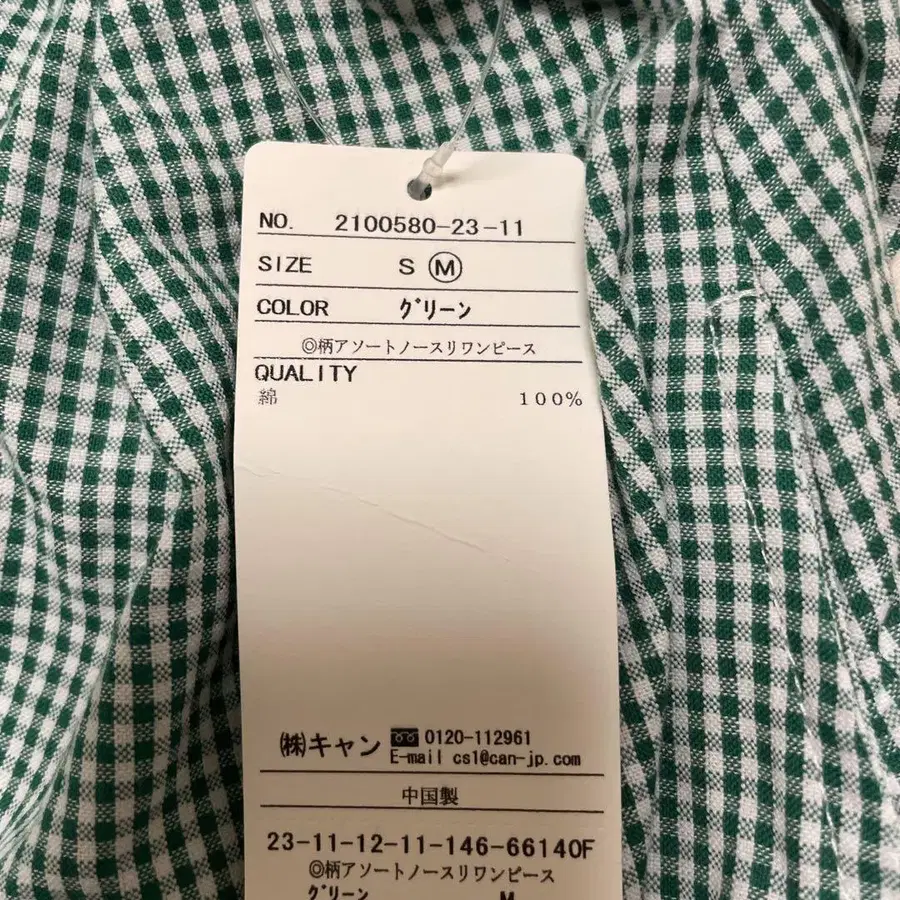 NO. 2100580-23-11
SIZE S Ⓜ
COLOR ｸﾞﾘｰﾝ
◎柄アソートノースリワンピース
QUALITY
綿 100%
㈱キャン 0120-112961
E-mail cs1@can-jp.com
中国製
23-11-12-11-146-66140F
◎柄アソートノースリワンピース
ｸﾞﾘｰﾝ M